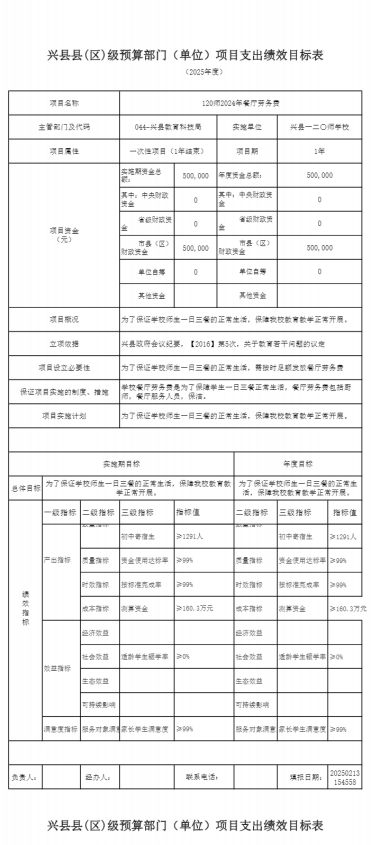 兴县县(区)级预算部门（单位）项目支出绩效目标表
（2025年度）
项目名称 120师2024年餐厅劳务费
主管部门及代码 044-兴县教育科技局 实施单位 兴县一二〇师学校
项目属性 一次性项目（1年结束） 项目期 1年
项目资金
（元）
实施期资金总额： 500,000 年度资金总额： 500,000
其中：中央财政资金 0 其中：中央财政资金 0
省级财政资金 0 省级财政资金 0
市县（区）财政资金 500,000 市县（区）财政资金 500,000
单位自筹 0 单位自筹 0
其他资金 其他资金
项目概况 为了保证学校师生一日三餐的正常生活，保障我校教育教学正常开展。
立项依据 兴县政府会议纪要，【2016】第5次，关于教育若干问题的议定
项目设立必要性 为了保证学校师生一日三餐的正常生活，需按时足额发放餐厅劳务费
保证项目实施的制度、措施 学校餐厅劳务费是为了保障学生一日三餐正常生活，餐厅劳务费包括厨师，餐厅服务人员，保洁。
项目实施计划 为了保证学校师生一日三餐的正常生活，保障我校教育教学正常开展。
实施期目标 年度目标
总体目标 为了保证学校师生一日三餐的正常生活，保障我校教育教学正常开展。 为了保证学校师生一日三餐的正常生活，保障我校教育教学正常开展。
绩效指标
一级指标 二级指标 三级指标 指标值 二级指标 三级指标 指标值
产出指标 数量指标 初中寄宿生 ≥1291人 数量指标 初中寄宿生 ≥1291人
质量指标 资金使用达标率 ≥99% 质量指标 资金使用达标率 ≥99%
时效指标 按标准完成率 ≥99% 时效指标 按标准完成率 ≥99%
成本指标 测算资金 ≥160.3万元 成本指标 测算资金 ≥160.3万元
效益指标 经济效益 经济效益
社会效益 适龄学生辍学率 ≥0% 社会效益 适龄学生辍学率 ≥0%
生态效益 生态效益
可持续影响 可持续影响
满意度指标 服务对象满意 家长学生满意度 ≥99% 服务对象满意 家长学生满意度 ≥99%
负责人： 经办人： 联系电话： 填报日期： 20250213154558
兴县县(区)级预算部门（单位）项目支出绩效目标表